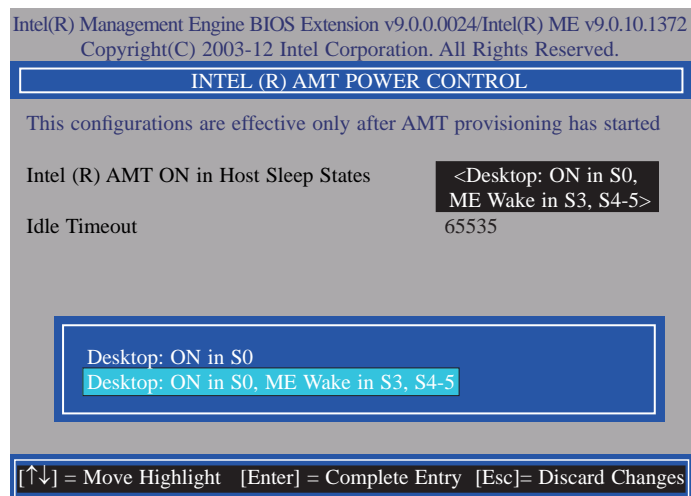 Intel(R) Management Engine BIOS Extension v9.0.0.0024/Intel(R) ME v9.0.10.1372
Copyright(C) 2003-12 Intel Corporation. All Rights Reserved.
INTEL (R) AMT POWER CONTROL
This configurations are effective only after AMT provisioning has started
Intel (R) AMT ON in Host Sleep States <Desktop: ON in S0,
ME Wake in S3, S4-5>
Idle Timeout 65535
Desktop: ON in S0
Desktop: ON in S0, ME Wake in S3, S4-5
[↑↓] = Move Highlight [Enter] = Complete Entry [Esc]= Discard Changes